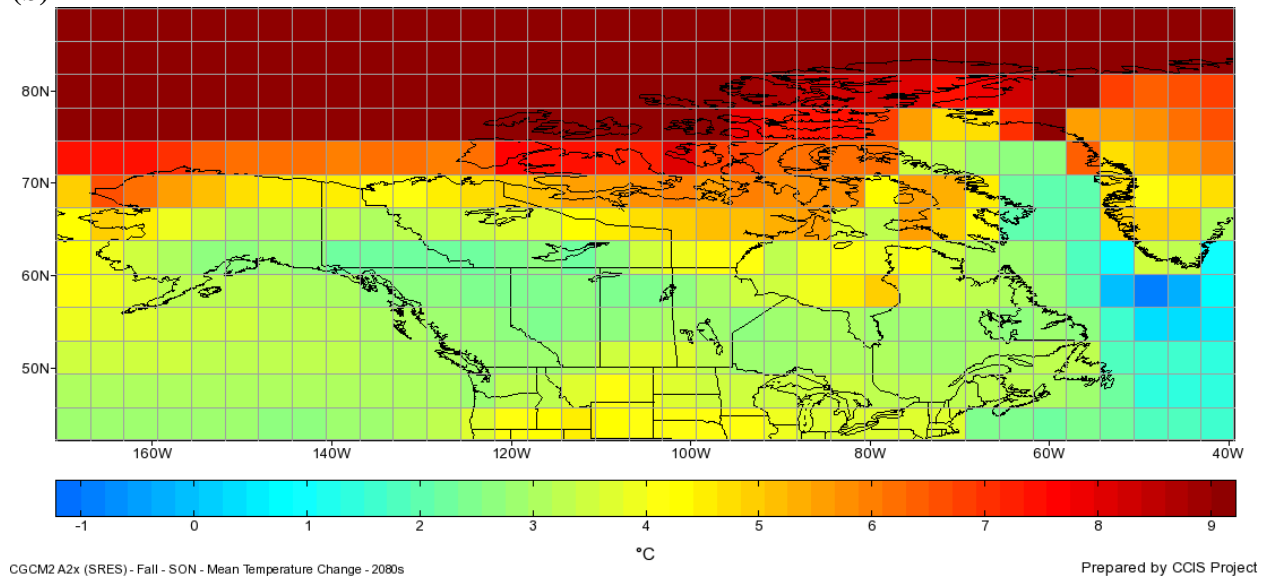 80N
70N
60N
50N
160W 140W 120W 100W 80W 60W 40W
-1 0 1 2 3 4 5 6 7 8 9
°C
CGCM2 A2x (SRES) - Fall - SON - Mean Temperature Change - 2080s
Prepared by CCIS Project